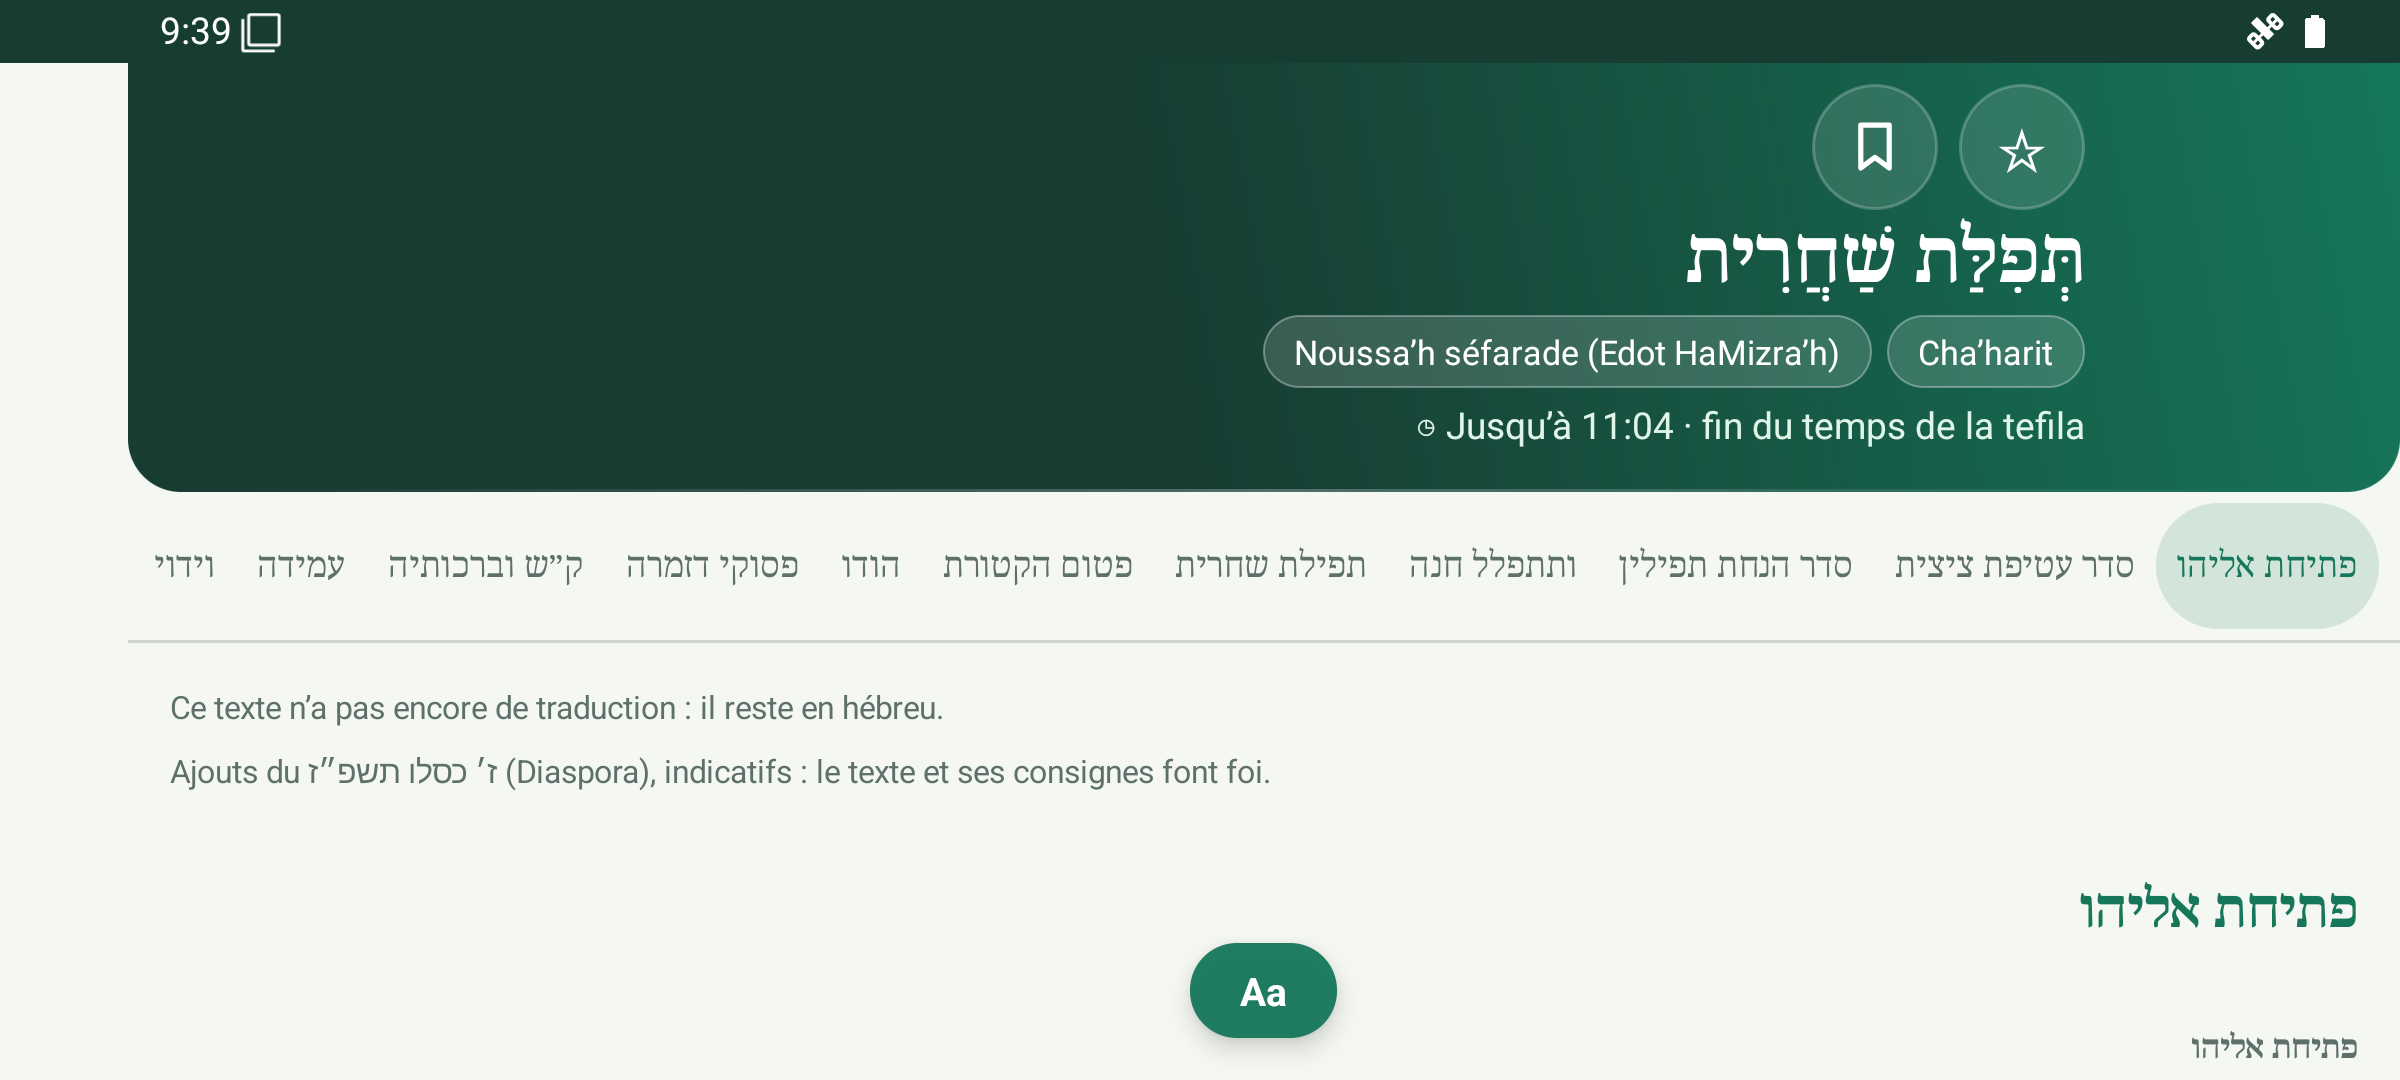 9:39
תְּפִלַּת שַׁחֲרִית
Cha’harit
Noussa’h séfarade (Edot HaMizra’h)
Jusqu’à 11:04 · fin du temps de la tefila
פתיחת אליהו סדר עטיפת ציצית סדר הנחת תפילין ותתפלל חנה תפילת שחרית פטום הקטורת הודו פסוקי דזמרה ק״ש וברכותיה עמידה וידוי
Ce texte n’a pas encore de traduction : il reste en hébreu.
Ajouts du ז׳ כסלו תשפ״ז (Diaspora), indicatifs : le texte et ses consignes font foi.
פתיחת אליהו
Aa
פתיחת אליהו